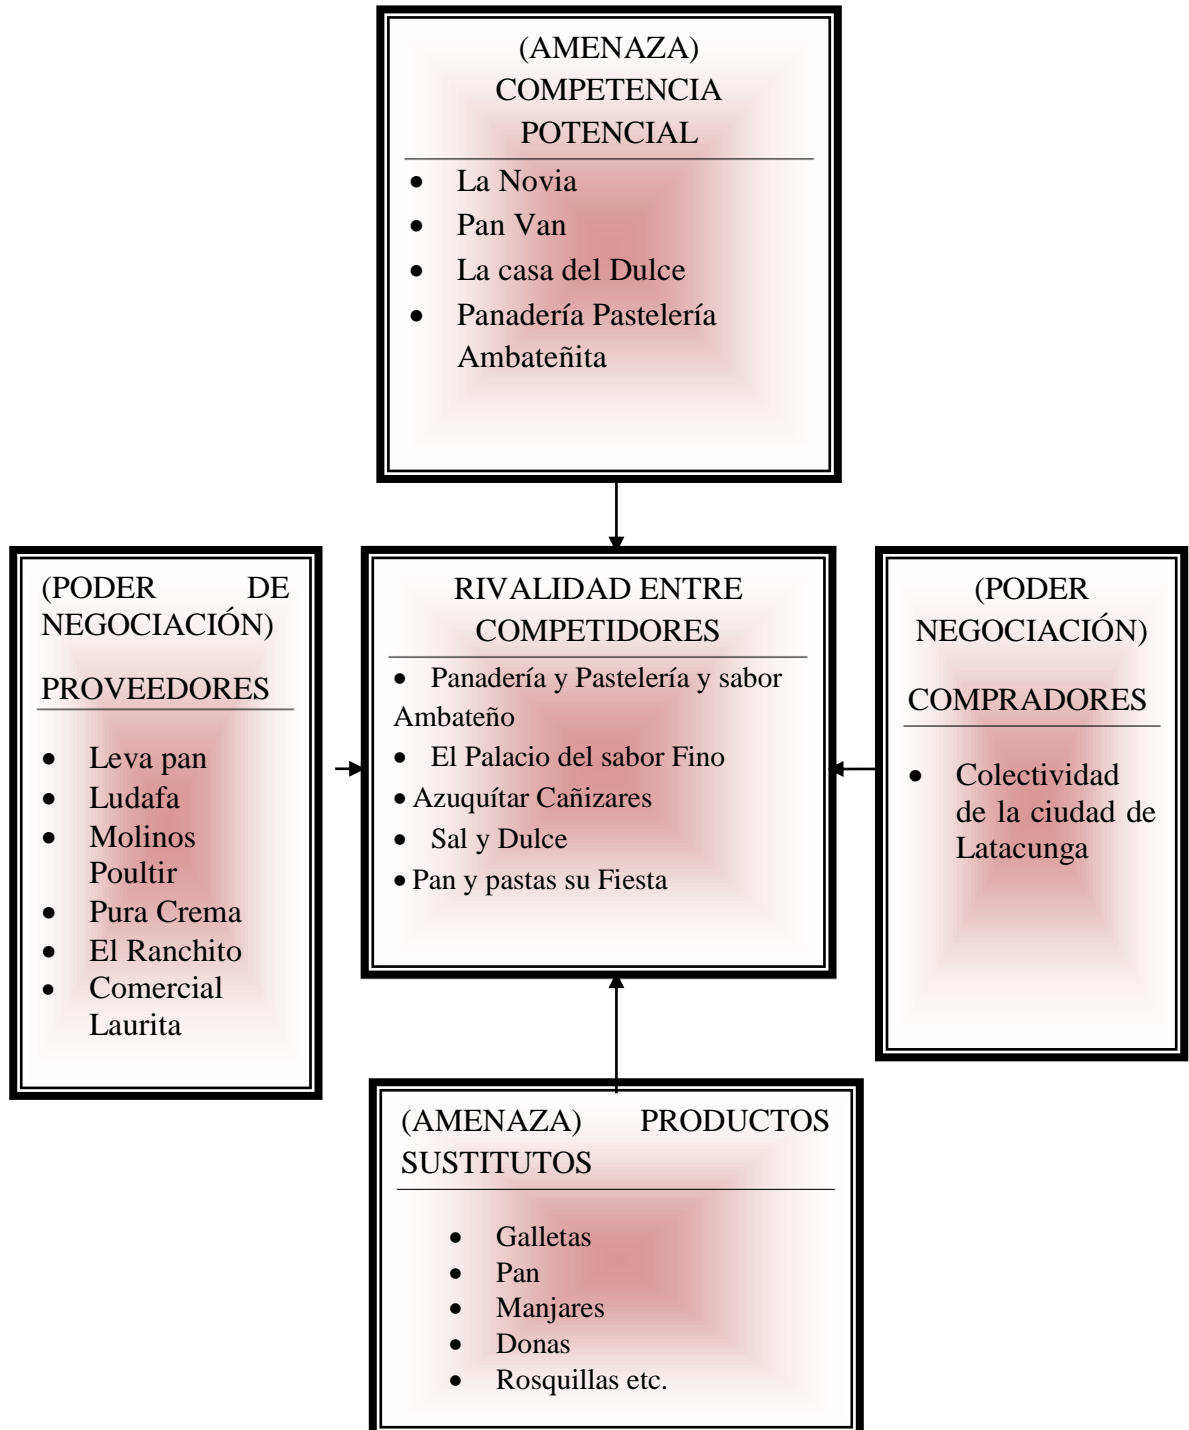 (AMENAZA)
COMPETENCIA
POTENCIAL
• La Novia
• Pan Van
• La casa del Dulce
• Panadería Pastelería
Ambateñita
(PODER DE
NEGOCIACIÓN)
PROVEEDORES
• Leva pan
• Ludafa
• Molinos
Poultir
• Pura Crema
• El Ranchito
• Comercial
Laurita
RIVALIDAD ENTRE
COMPETIDORES
• Panadería y Pastelería y sabor
Ambateño
• El Palacio del sabor Fino
• Azuquítar Cañizares
• Sal y Dulce
• Pan y pastas su Fiesta
(PODER
NEGOCIACIÓN)
COMPRADORES
• Colectividad
de la ciudad de
Latacunga
(AMENAZA) PRODUCTOS
SUSTITUTOS
• Galletas
• Pan
• Manjares
• Donas
• Rosquillas etc.